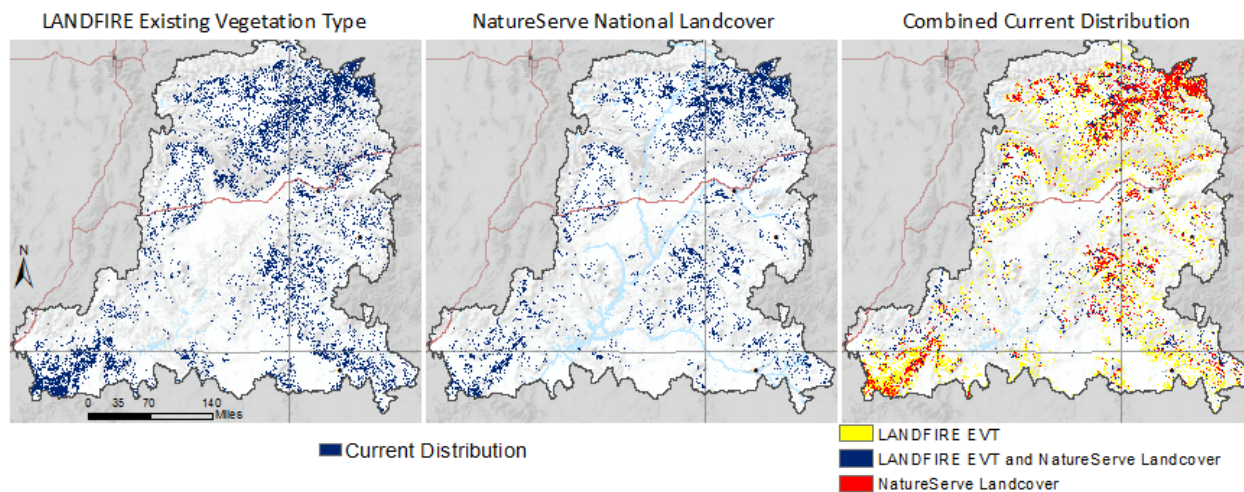 LANDFIRE Existing Vegetation Type
NatureServe National Landcover
Combined Current Distribution
N
0 35 70 140
Miles
Current Distribution
LANDFIRE EVT
LANDFIRE EVT and NatureServe Landcover
NatureServe Landcover